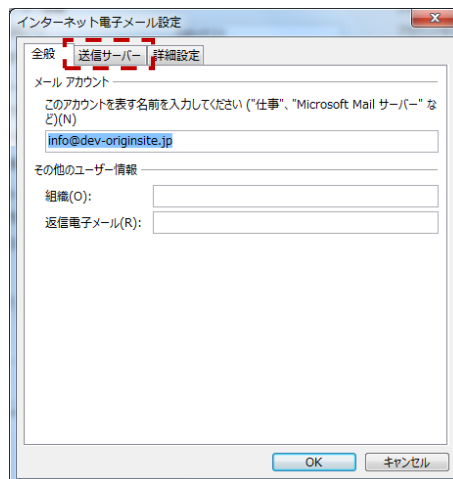 インターネット電子メール設定
全般 送信サーバー 詳細設定
メール アカウント
このアカウントを表す名前を入力してください ("仕事"、"Microsoft Mail サーバー" な
ど)(N)
info@dev-originsite.jp
その他のユーザー情報
組織(O):
返信電子メール(R):
OK キャンセル